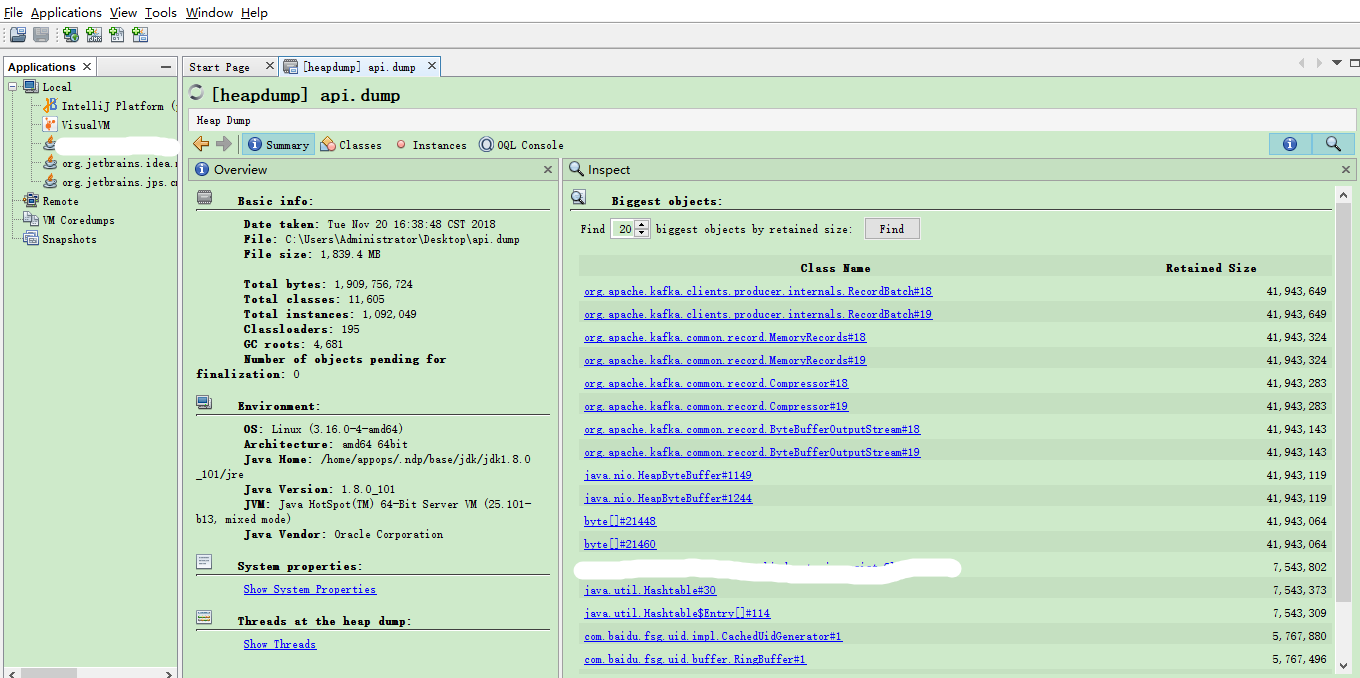 File Applications View Tools Window Help
Applications
Local
IntelliJ Platform (
VisualVM
org.jetbrains.idea.
org.jetbrains.jps.cm
Remote
VM Coredumps
Snapshots
Start Page
[heapdump] api.dump
[heapdump] api.dump
Heap Dump
Summary Classes Instances OQL Console
Overview
Basic info:
Date taken: Tue Nov 20 16:38:48 CST 2018
File: C:\Users\Administrator\Desktop\api.dump
File size: 1,839.4 MB
Total bytes: 1,909,756,724
Total classes: 11,605
Total instances: 1,092,049
Classloaders: 195
GC roots: 4,681
Number of objects pending for
finalization: 0
Environment:
OS: Linux (3.16.0-4-amd64)
Architecture: amd64 64bit
Java Home: /home/appops/.ndp/base/jdk/jdk1.8.0
_101/jre
Java Version: 1.8.0_101
JVM: Java HotSpot(TM) 64-Bit Server VM (25.101-
b13, mixed mode)
Java Vendor: Oracle Corporation
System properties:
Show System Properties
Threads at the heap dump:
Show Threads
Inspect
Biggest objects:
Find 20 biggest objects by retained size: Find
Class Name Retained Size
org.apache.kafka.clients.producer.internals.RecordBatch#18 41,943,649
org.apache.kafka.clients.producer.internals.RecordBatch#19 41,943,649
org.apache.kafka.common.record.MemoryRecords#18 41,943,324
org.apache.kafka.common.record.MemoryRecords#19 41,943,324
org.apache.kafka.common.record.Compressor#18 41,943,283
org.apache.kafka.common.record.Compressor#19 41,943,283
org.apache.kafka.common.record.ByteBufferOutputStream#18 41,943,143
org.apache.kafka.common.record.ByteBufferOutputStream#19 41,943,143
java.nio.HeapByteBuffer#1149 41,943,119
java.nio.HeapByteBuffer#1244 41,943,119
byte[]#21448 41,943,064
byte[]#21460 41,943,064
7,543,802
java.util.Hashtable#30 7,543,373
java.util.Hashtable$Entry[]#114 7,543,309
com.baidu.fsg.uid.impl.CachedUidGenerator#1 5,767,880
com.baidu.fsg.uid.buffer.RingBuffer#1 5,767,496